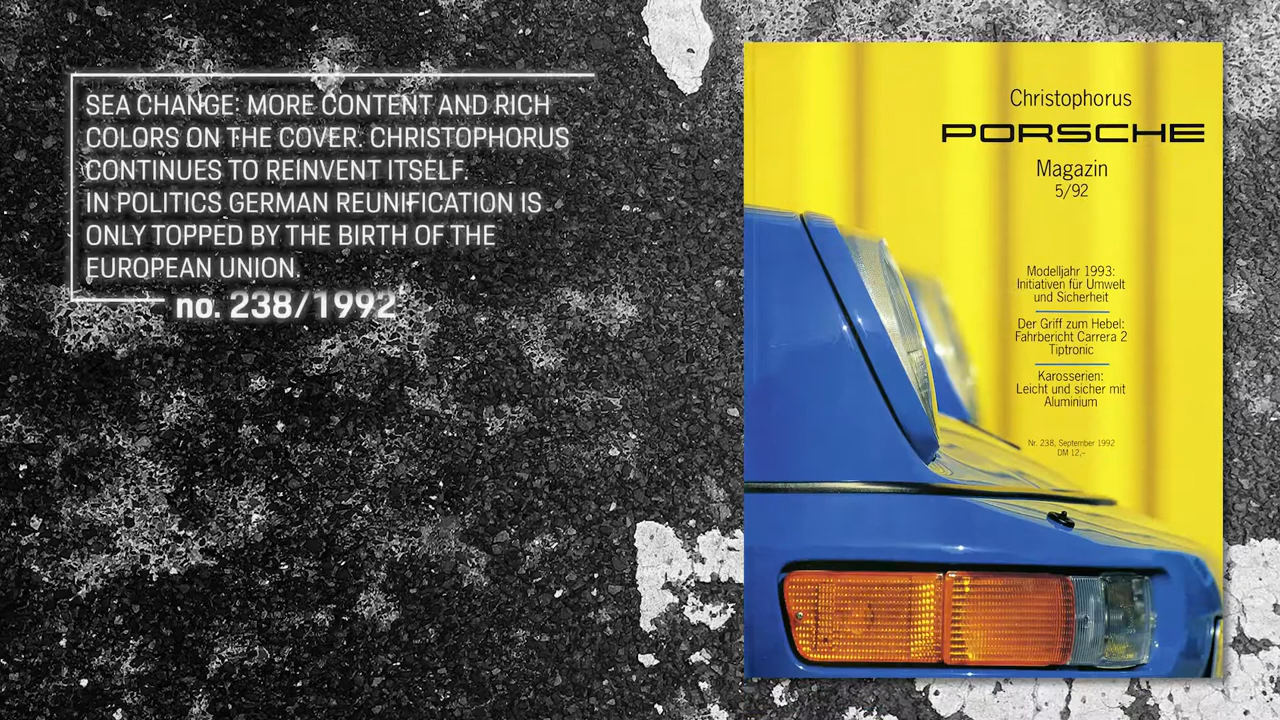 SEA CHANGE: MORE CONTENT AND RICH
COLORS ON THE COVER. CHRISTOPHORUS
CONTINUES TO REINVENT ITSELF.
IN POLITICS GERMAN REUNIFICATION IS
ONLY TOPPED BY THE BIRTH OF THE
EUROPEAN UNION.
no. 238/1992
Christophorus
PORSCHE
Magazin
5/92
Modelljahr 1993:
Initiativen für Umwelt
und Sicherheit
Der Griff zum Hebel:
Fahrbericht Carrera 2
Tiptronic
Karosserien:
Leicht und sicher mit
Aluminium
Nr. 238, September 1992
DM 12,–